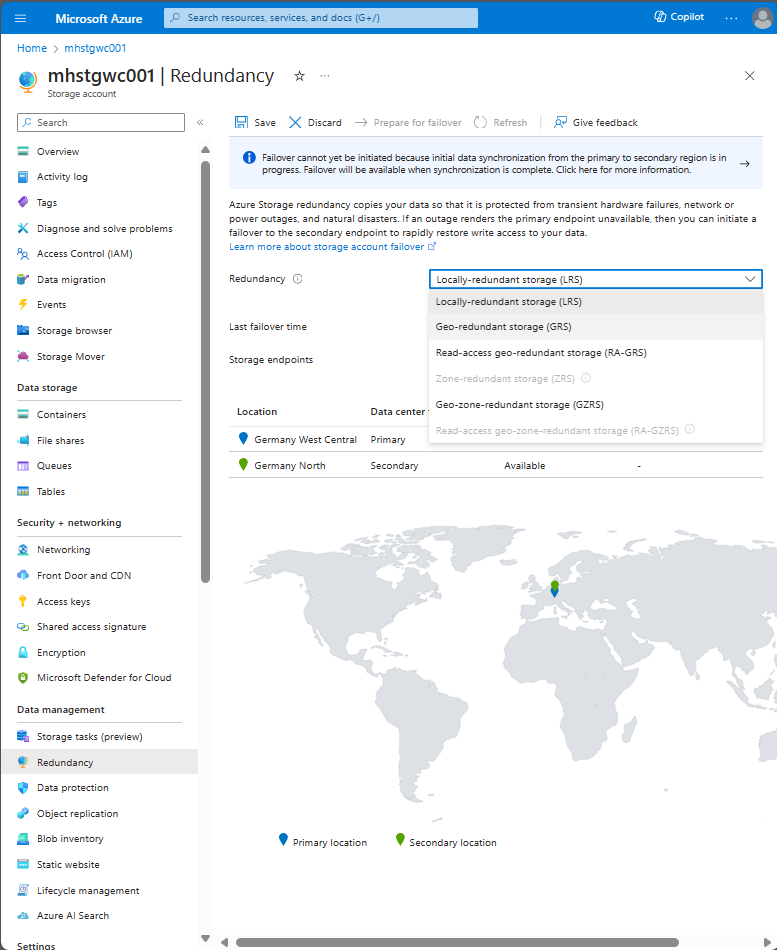 Microsoft Azure
Search resources, services, and docs (G+/)
Copilot
Home > mhstgwc001
mhstgwc001 | Redundancy
Storage account
Search
Overview
Activity log
Tags
Diagnose and solve problems
Access Control (IAM)
Data migration
Events
Storage browser
Storage Mover
Data storage
Containers
File shares
Queues
Tables
Security + networking
Networking
Front Door and CDN
Access keys
Shared access signature
Encryption
Microsoft Defender for Cloud
Data management
Storage tasks (preview)
Redundancy
Data protection
Object replication
Blob inventory
Static website
Lifecycle management
Azure AI Search
Settings
Save Discard Prepare for failover Refresh Give feedback
Failover cannot yet be initiated because initial data synchronization from the primary to secondary region is in
progress. Failover will be available when synchronization is complete. Click here for more information.
Azure Storage redundancy copies your data so that it is protected from transient hardware failures, network or
power outages, and natural disasters. If an outage renders the primary endpoint unavailable, then you can initiate a
failover to the secondary endpoint to rapidly restore write access to your data.
Learn more about storage account failover
Redundancy
Locally-redundant storage (LRS)
Locally-redundant storage (LRS)
Geo-redundant storage (GRS)
Read-access geo-redundant storage (RA-GRS)
Zone-redundant storage (ZRS)
Geo-zone-redundant storage (GZRS)
Read-access geo-zone-redundant storage (RA-GZRS)
Last failover time
Storage endpoints
Location Data center
Germany West Central Primary
Germany North Secondary Available -
Primary location Secondary location